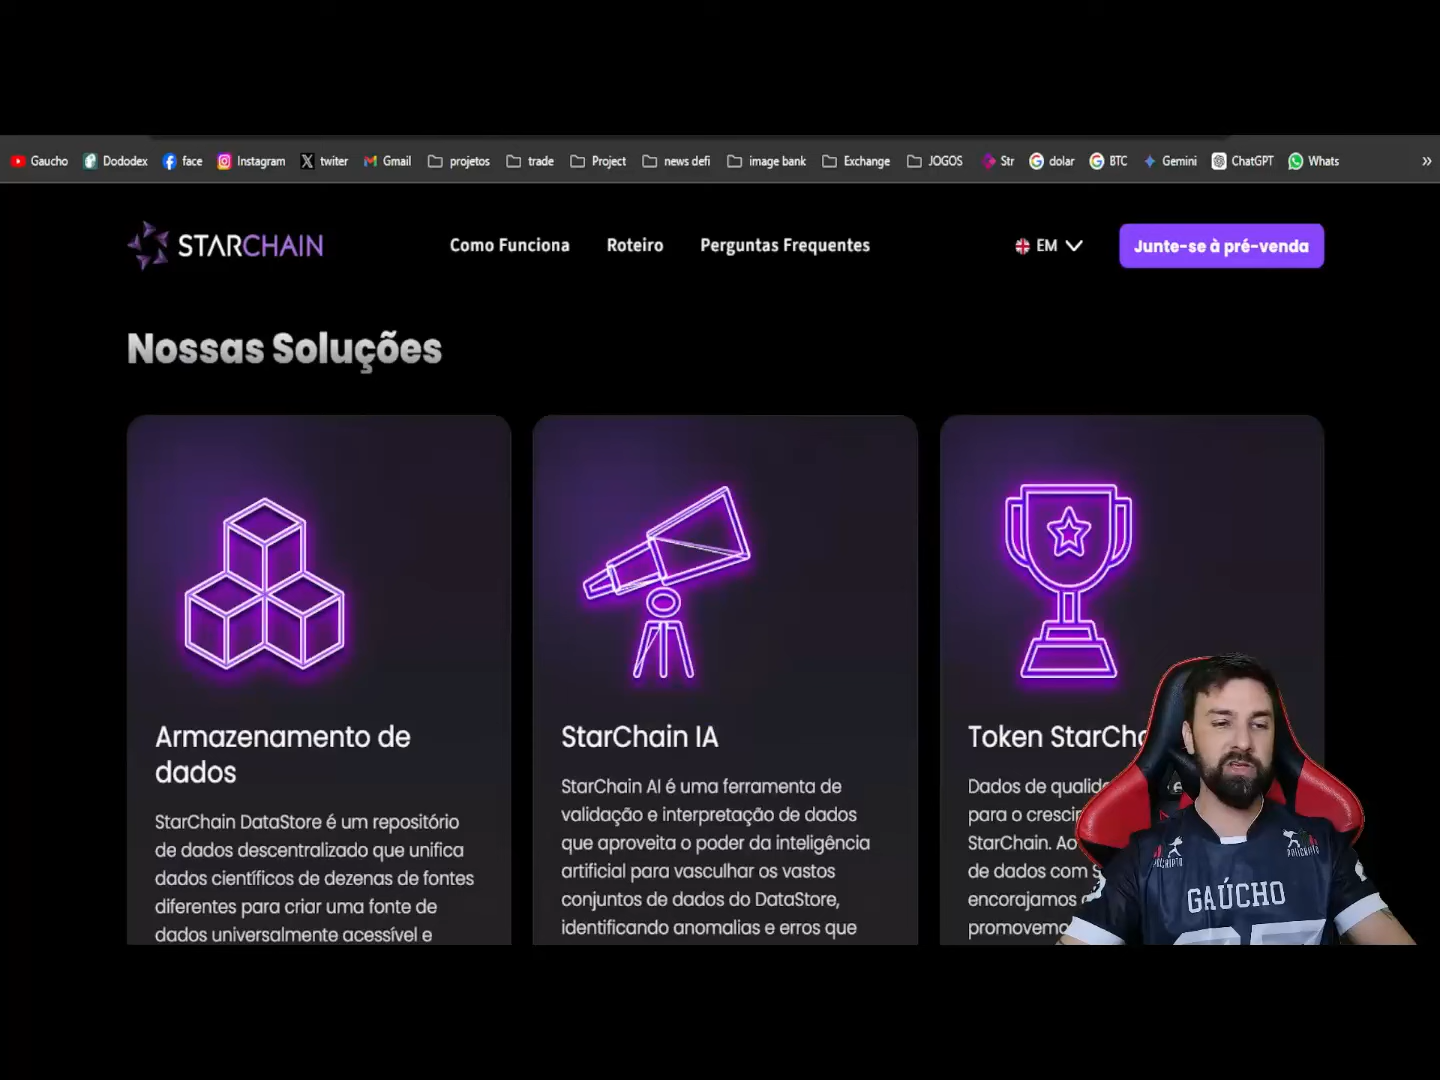 Gaucho Dododex face Instagram twiter Gmail projetos trade Project news defi image bank Exchange JOGOS Str dolar BTC Gemini ChatGPT Whats »
STARCHAIN Como Funciona Roteiro Perguntas Frequentes EM Junte-se à pré-venda
Nossas Soluções
Armazenamento de
dados
StarChain DataStore é um repositório
de dados descentralizado que unifica
dados científicos de dezenas de fontes
diferentes para criar uma fonte de
dados universalmente acessível e
StarChain IA
StarChain AI é uma ferramenta de
validação e interpretação de dados
que aproveita o poder da inteligência
artificial para vasculhar os vastos
conjuntos de dados do DataStore,
identificando anomalias e erros que
Token
Dados de
para o
StarChain. Ao
de dados com
encorajamos
GAÚCHO